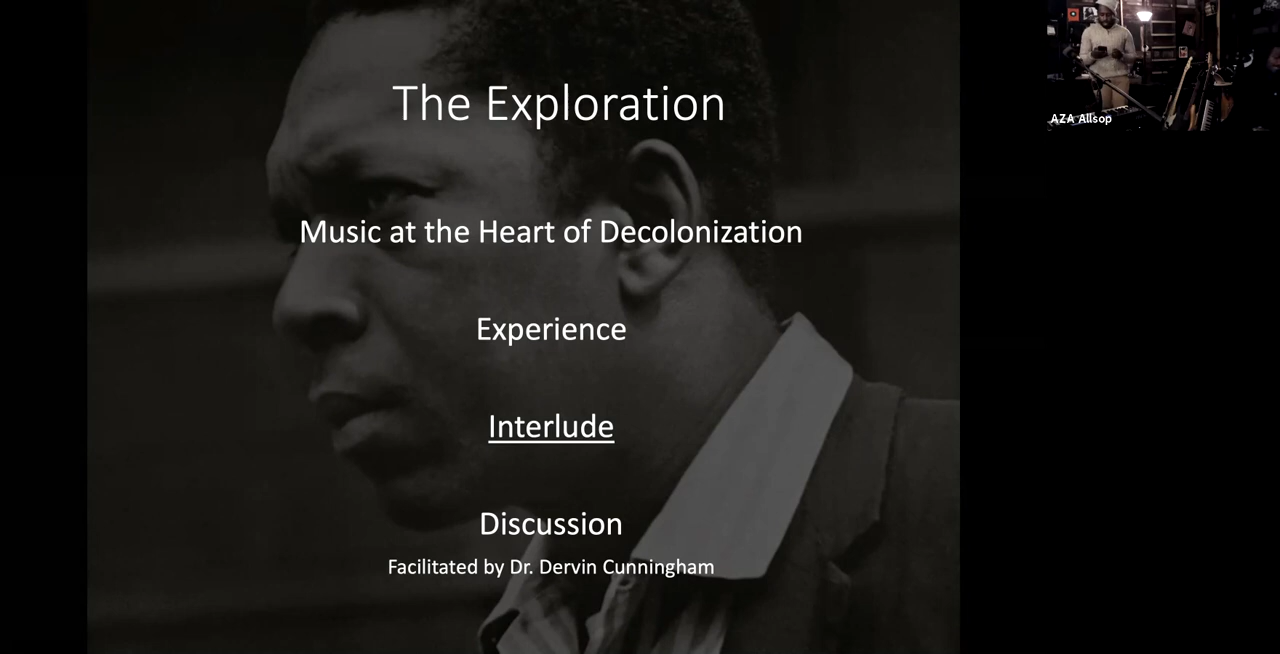 The Exploration
Music at the Heart of Decolonization
Experience
Interlude
Discussion
Facilitated by Dr. Dervin Cunningham
AZA Allsop